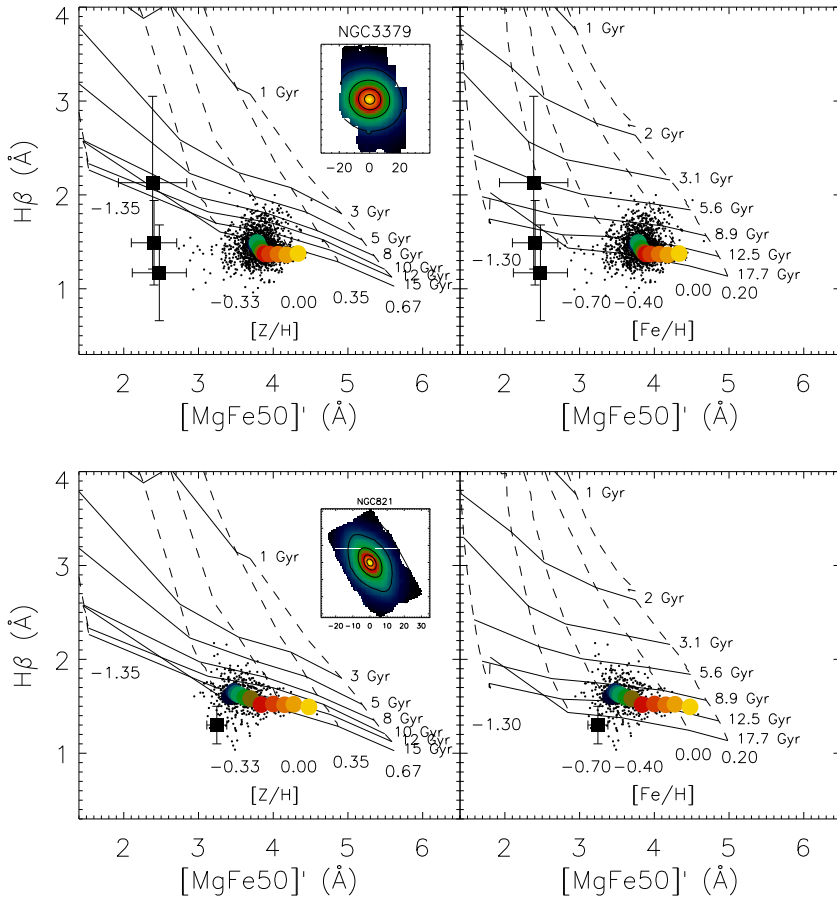 NGC3379
4
3
2
1
Hβ (Å)
−20 0 20
1 Gyr
3 Gyr
5 Gyr
8 Gyr
10 Gyr
12 Gyr
15 Gyr
−1.35
−0.33
0.00
0.35
0.67
[Z/H]
2 3 4 5 6
[MgFe50]' (Å)
1 Gyr
2 Gyr
3.1 Gyr
5.6 Gyr
8.9 Gyr
12.5 Gyr
17.7 Gyr
−1.30
−0.70
−0.40
0.00
0.20
[Fe/H]
2 3 4 5 6
[MgFe50]' (Å)
NGC821
4
3
2
1
Hβ (Å)
−20 −10 0 10 20 30
1 Gyr
3 Gyr
5 Gyr
8 Gyr
10 Gyr
12 Gyr
15 Gyr
−1.35
−0.33
0.00
0.35
0.67
[Z/H]
2 3 4 5 6
[MgFe50]' (Å)
1 Gyr
2 Gyr
3.1 Gyr
5.6 Gyr
8.9 Gyr
12.5 Gyr
17.7 Gyr
−1.30
−0.70
−0.40
0.00
0.20
[Fe/H]
2 3 4 5 6
[MgFe50]' (Å)